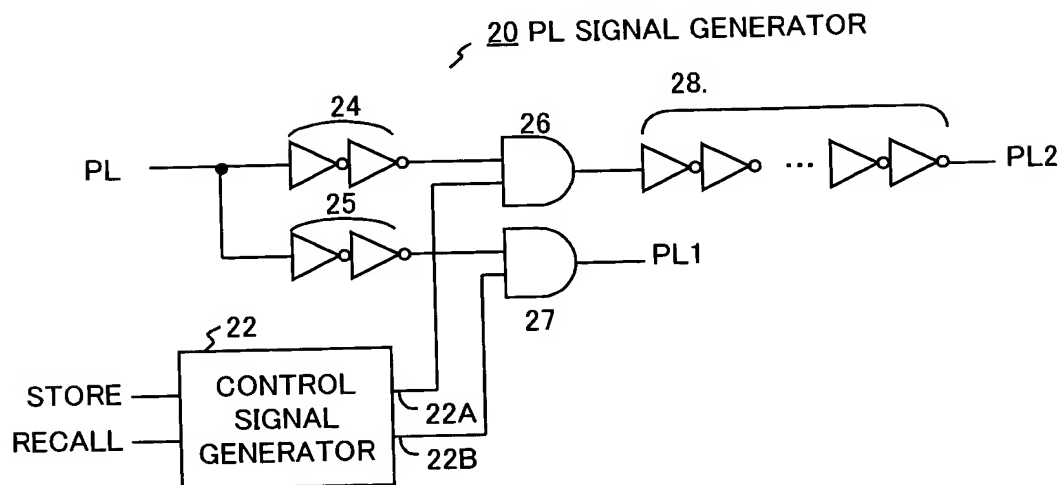 20 PL SIGNAL GENERATOR
24
28.
26
PL
...
PL2
25
PL1
27
22
STORE
RECALL
CONTROL
SIGNAL
GENERATOR
22A
22B